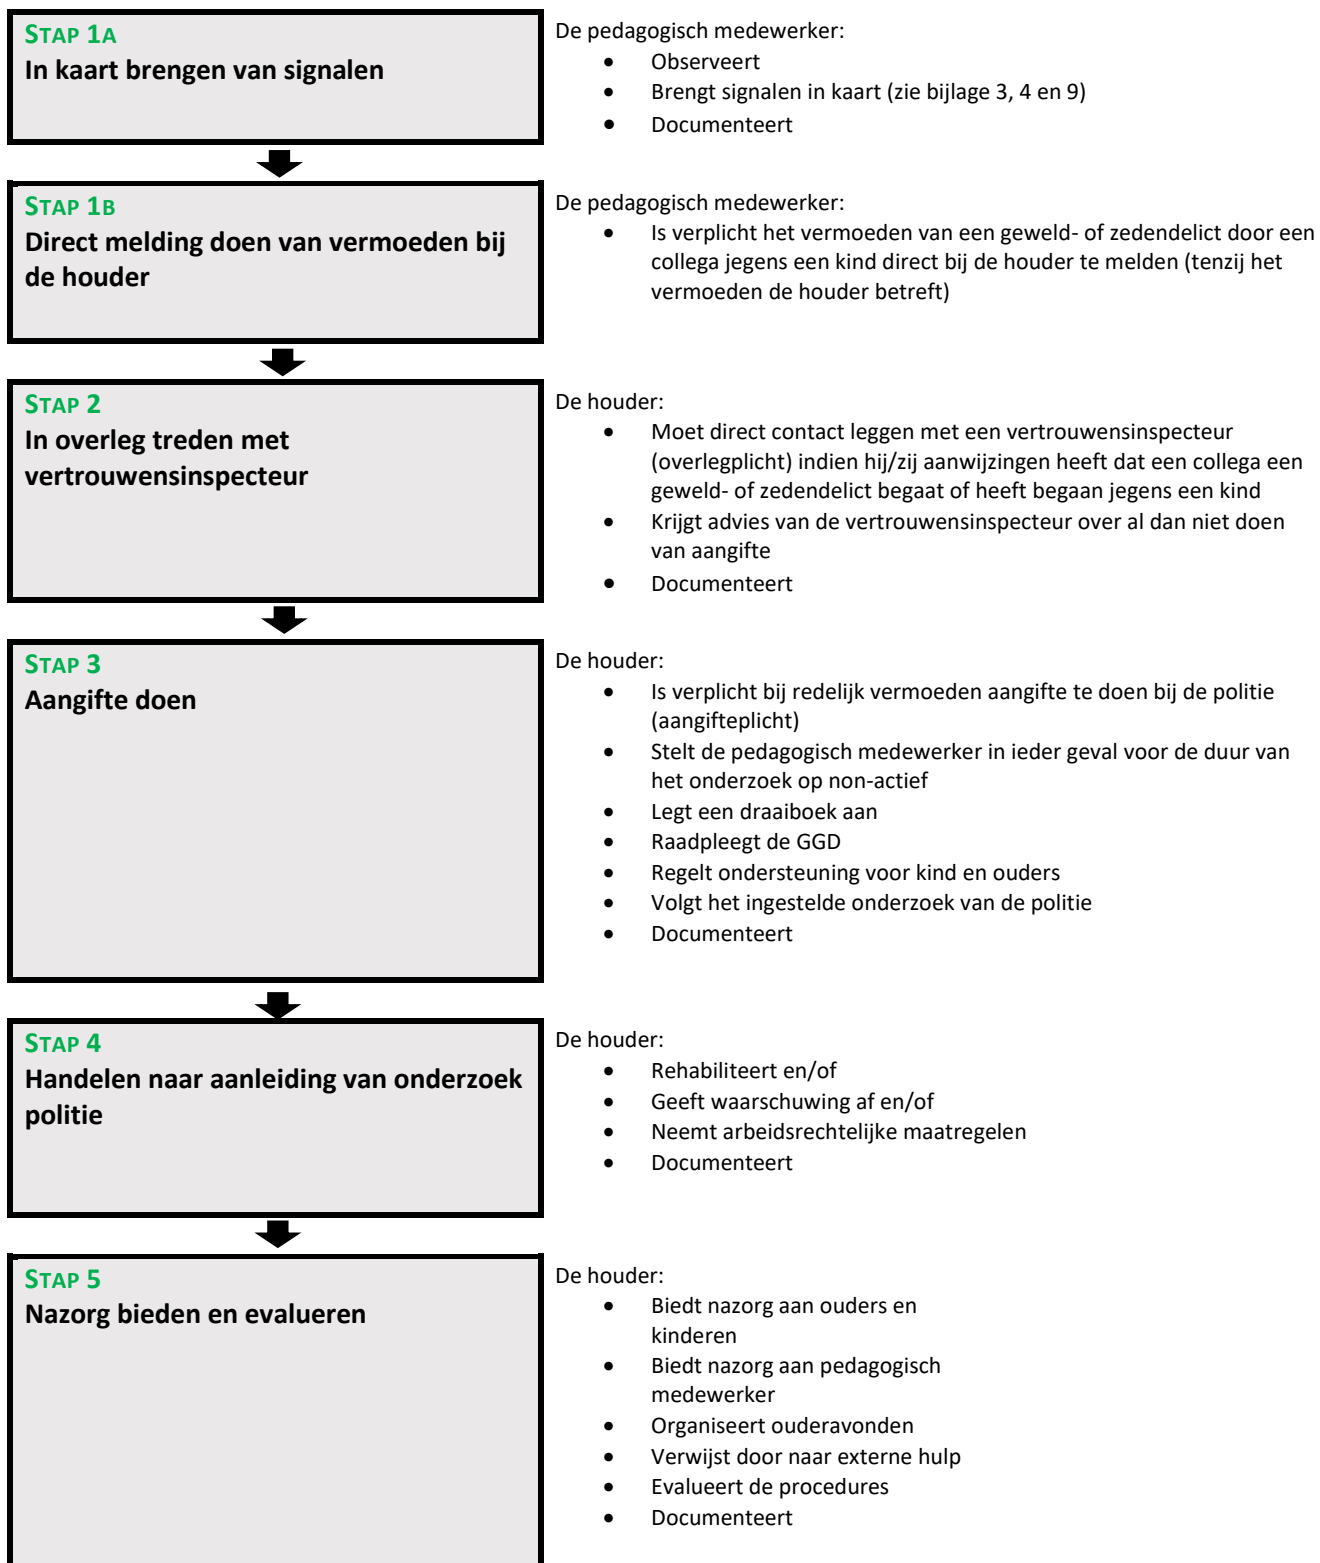 STAP 1A
In kaart brengen van signalen
De pedagogisch medewerker:
• Observeert
• Brengt signalen in kaart (zie bijlage 3, 4 en 9)
• Documenteert
STAP 1B
Direct melding doen van vermoeden bij
de houder
De pedagogisch medewerker:
• Is verplicht het vermoeden van een geweld- of zedendelict door een
collega jegens een kind direct bij de houder te melden (tenzij het
vermoeden de houder betreft)
STAP 2
In overleg treden met
vertrouwensinspecteur
De houder:
• Moet direct contact leggen met een vertrouwensinspecteur
(overlegplicht) indien hij/zij aanwijzingen heeft dat een collega een
geweld- of zedendelict begaat of heeft begaan jegens een kind
• Krijgt advies van de vertrouwensinspecteur over al dan niet doen
van aangifte
• Documenteert
STAP 3
Aangifte doen
De houder:
• Is verplicht bij redelijk vermoeden aangifte te doen bij de politie
(aangifteplicht)
• Stelt de pedagogisch medewerker in ieder geval voor de duur van
het onderzoek op non-actief
• Legt een draaiboek aan
• Raadpleegt de GGD
• Regelt ondersteuning voor kind en ouders
• Volgt het ingestelde onderzoek van de politie
• Documenteert
STAP 4
Handelen naar aanleiding van onderzoek
politie
De houder:
• Rehabiliteert en/of
• Geeft waarschuwing af en/of
• Neemt arbeidsrechtelijke maatregelen
• Documenteert
STAP 5
Nazorg bieden en evalueren
De houder:
• Biedt nazorg aan ouders en
kinderen
• Biedt nazorg aan pedagogisch
medewerker
• Organiseert ouderavonden
• Verwijst door naar externe hulp
• Evalueert de procedures
• Documenteert